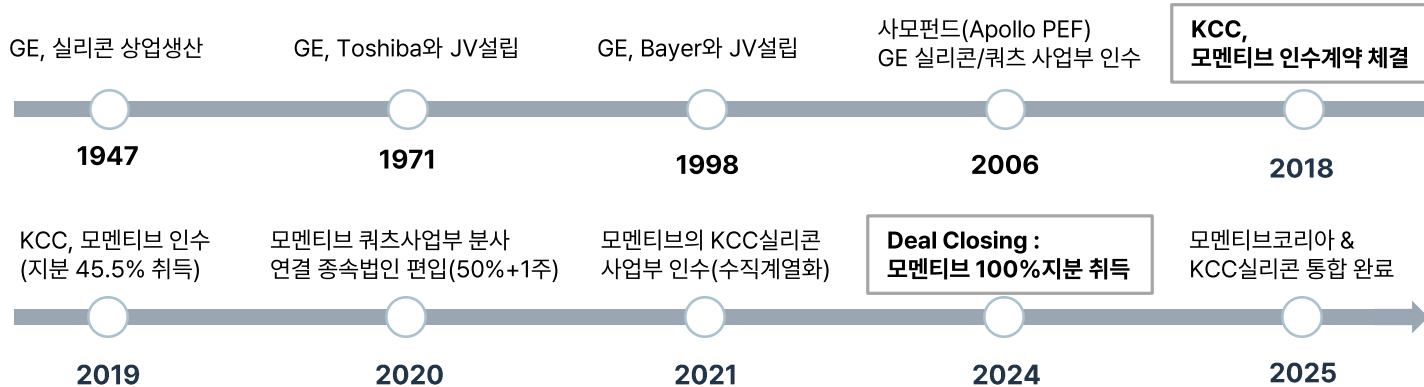 GE, 실리콘 상업생산
GE, Toshiba와 JV설립
GE, Bayer와 JV설립
사모펀드(Apollo PEF)
GE 실리콘/쿼츠 사업부 인수
KCC,
모멘티브 인수계약 체결
1947
1971
1998
2006
2018
KCC, 모멘티브 인수
(지분 45.5% 취득)
모멘티브 쿼츠사업부 분사
연결 종속법인 편입(50%+1주)
모멘티브의 KCC실리콘
사업부 인수(수직계열화)
Deal Closing :
모멘티브 100%지분 취득
모멘티브코리아 &
KCC실리콘 통합 완료
2019
2020
2021
2024
2025